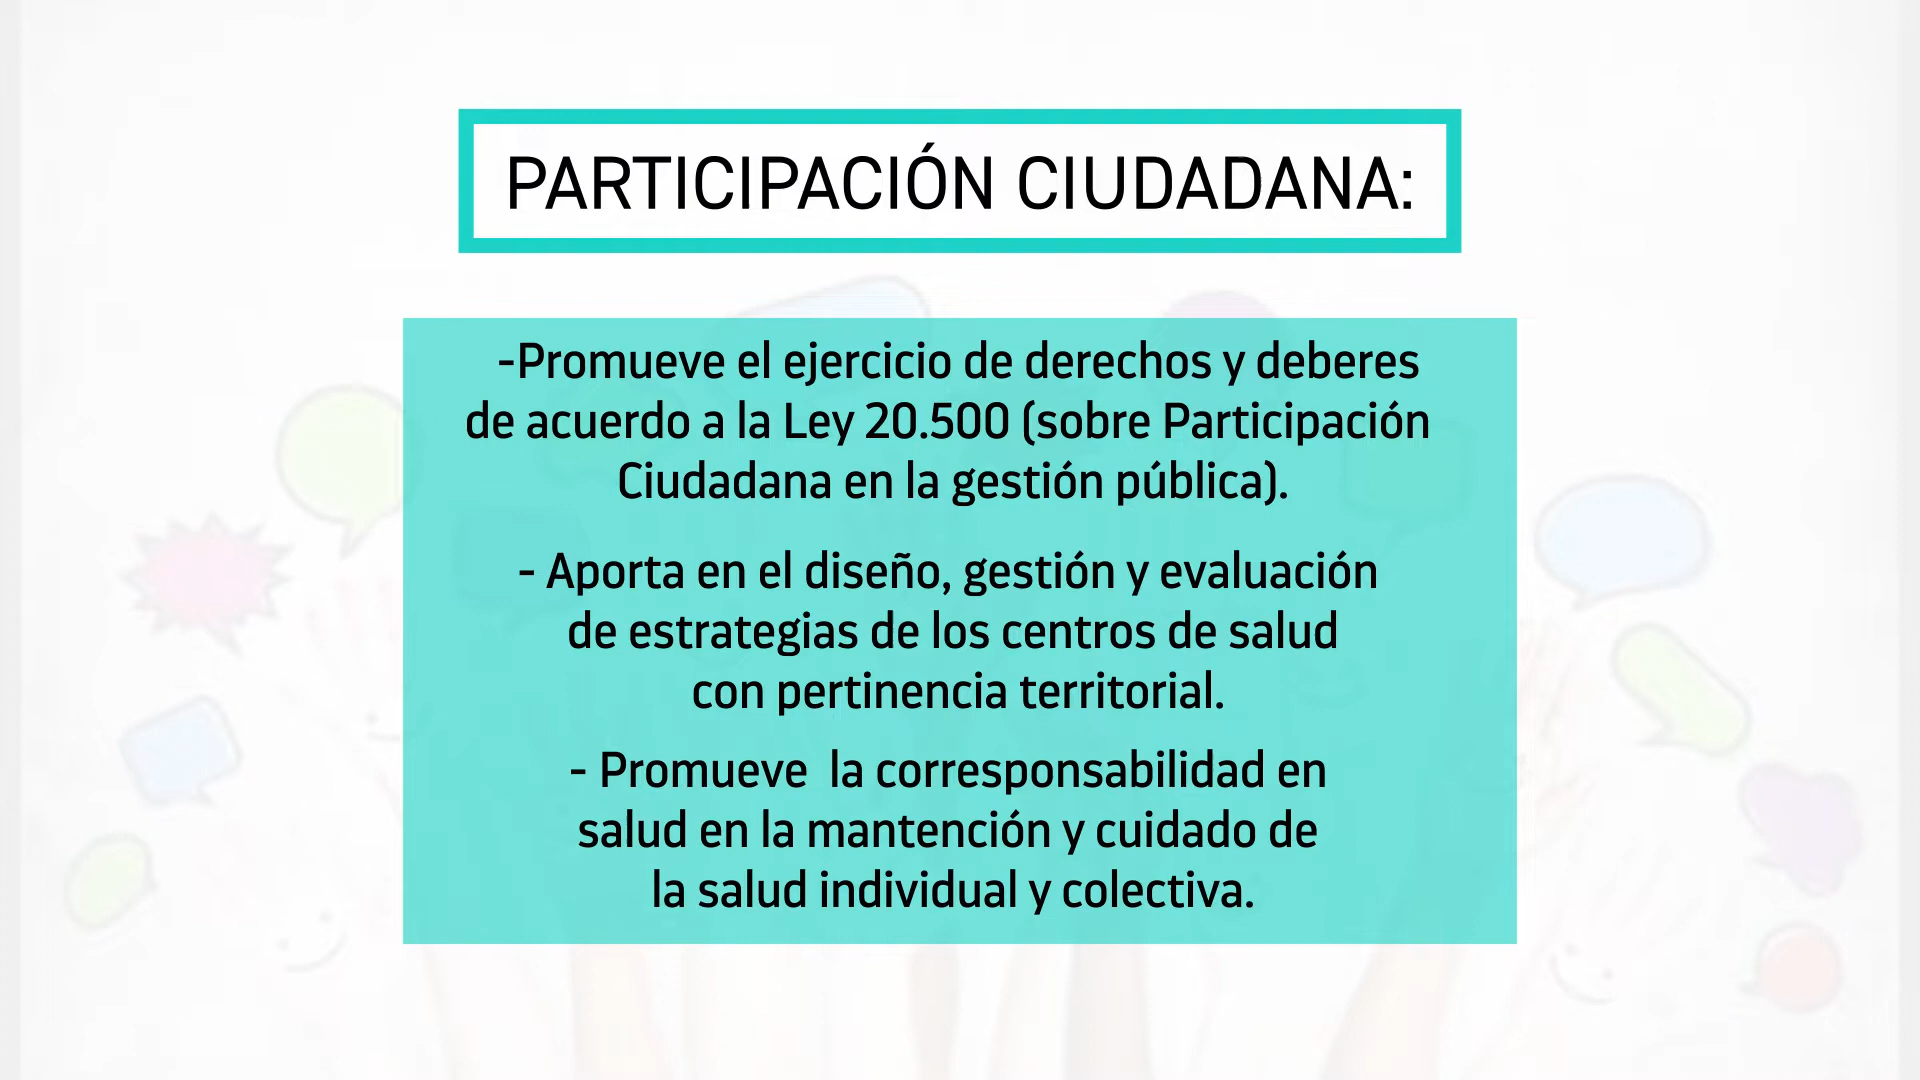 PARTICIPACIÓN CIUDADANA:
-Promueve el ejercicio de derechos y deberes
de acuerdo a la Ley 20.500 (sobre Participación
Ciudadana en la gestión pública).
- Aporta en el diseño, gestión y evaluación
de estrategias de los centros de salud
con pertinencia territorial.
- Promueve  la corresponsabilidad en
salud en la mantención y cuidado de
la salud individual y colectiva.